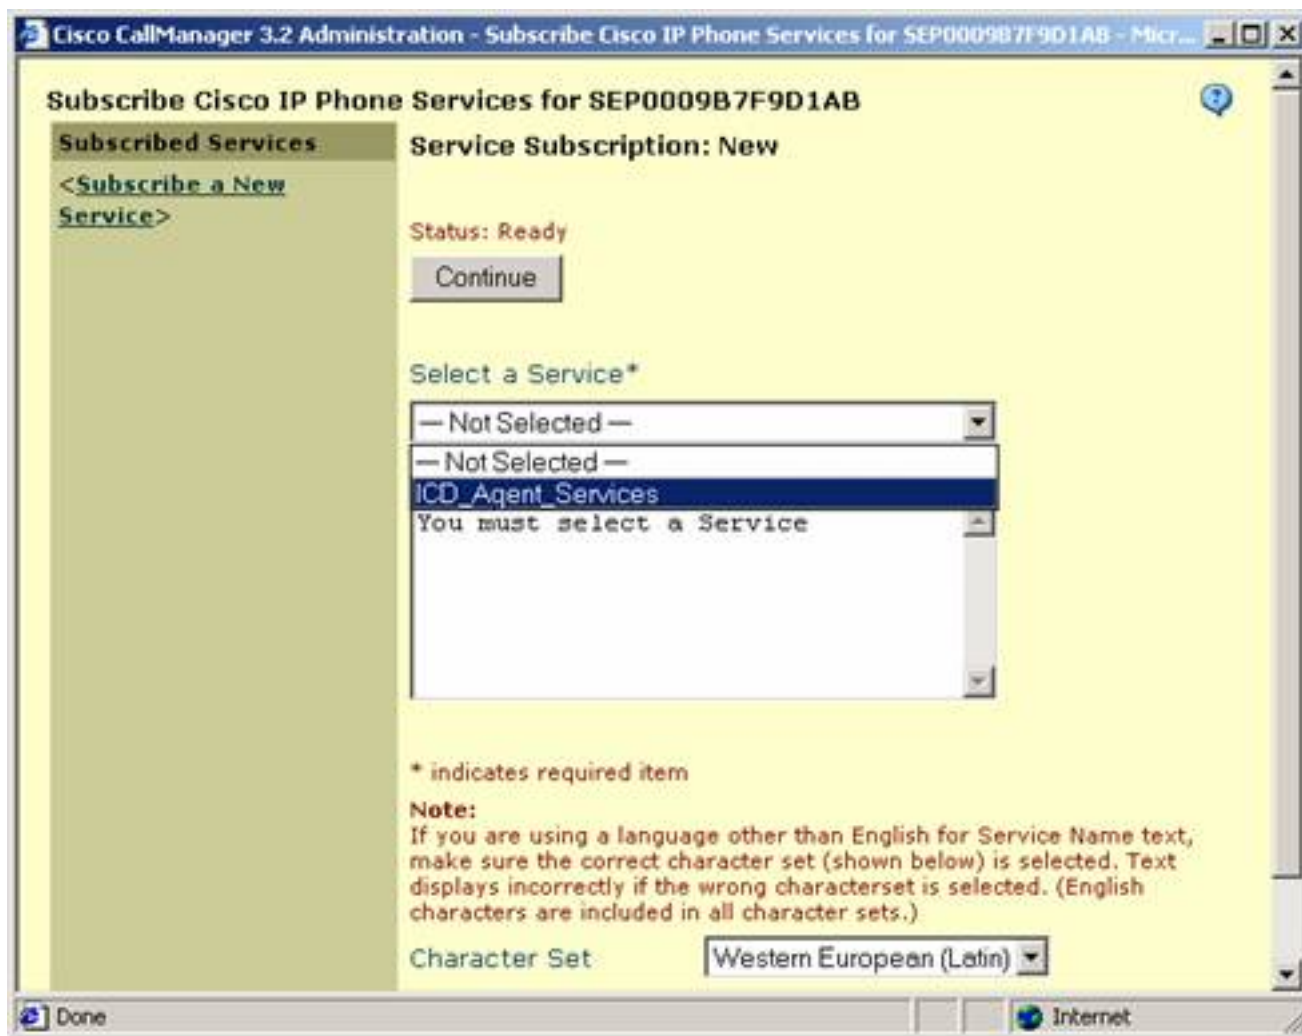 Cisco CallManager 3.2 Administration - Subscribe Cisco IP Phone Services for SEP0009B7F9D1AB - Micr...
Subscribe Cisco IP Phone Services for SEP0009B7F9D1AB
Subscribed Services
<Subscribe a New
Service>
Service Subscription: New
Status: Ready
Continue
Select a Service*
— Not Selected —
— Not Selected —
ICD_Agent_Services
You must select a Service
* indicates required item
Note:
If you are using a language other than English for Service Name text,
make sure the correct character set (shown below) is selected. Text
displays incorrectly if the wrong characterset is selected. (English
characters are included in all character sets.)
Character Set
Western European (Latin)
Done
Internet